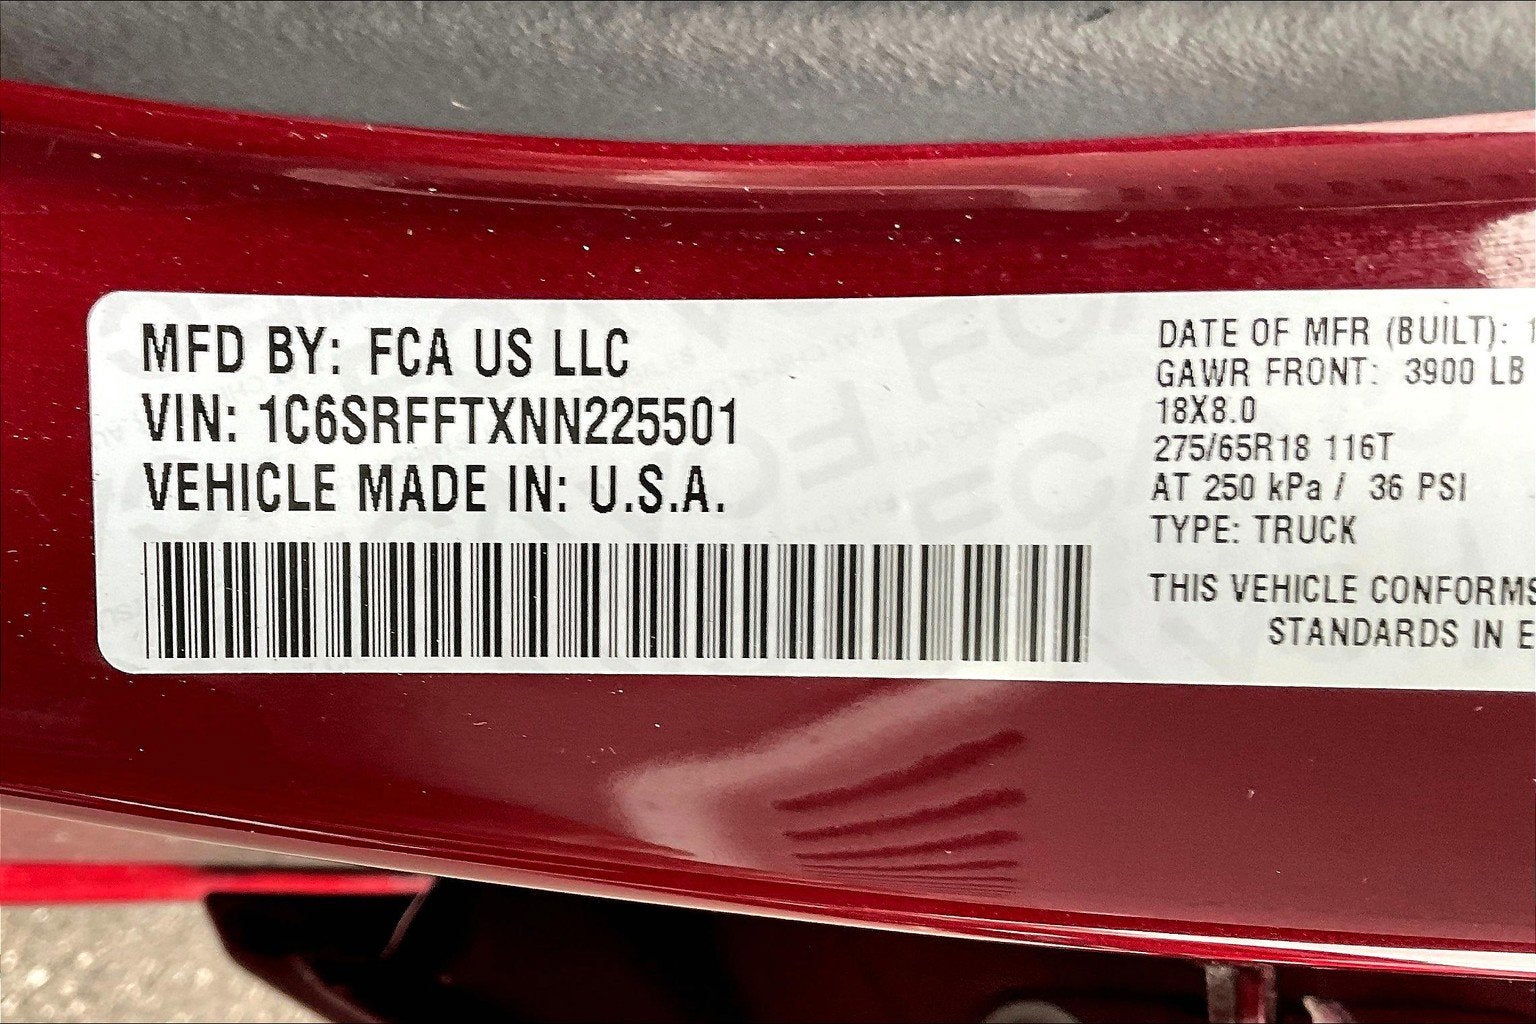 MFD BY: FCA US LLC
VIN: 1C6SRFFTXNN225501
VEHICLE MADE IN: U.S.A.
DATE OF MFR (BUILT): 1
GAWR FRONT: 3900 LB
18X8.0
275/65R18 116T
AT 250 kPa / 36 PSI
TYPE: TRUCK
THIS VEHICLE CONFORMS
STANDARDS IN E